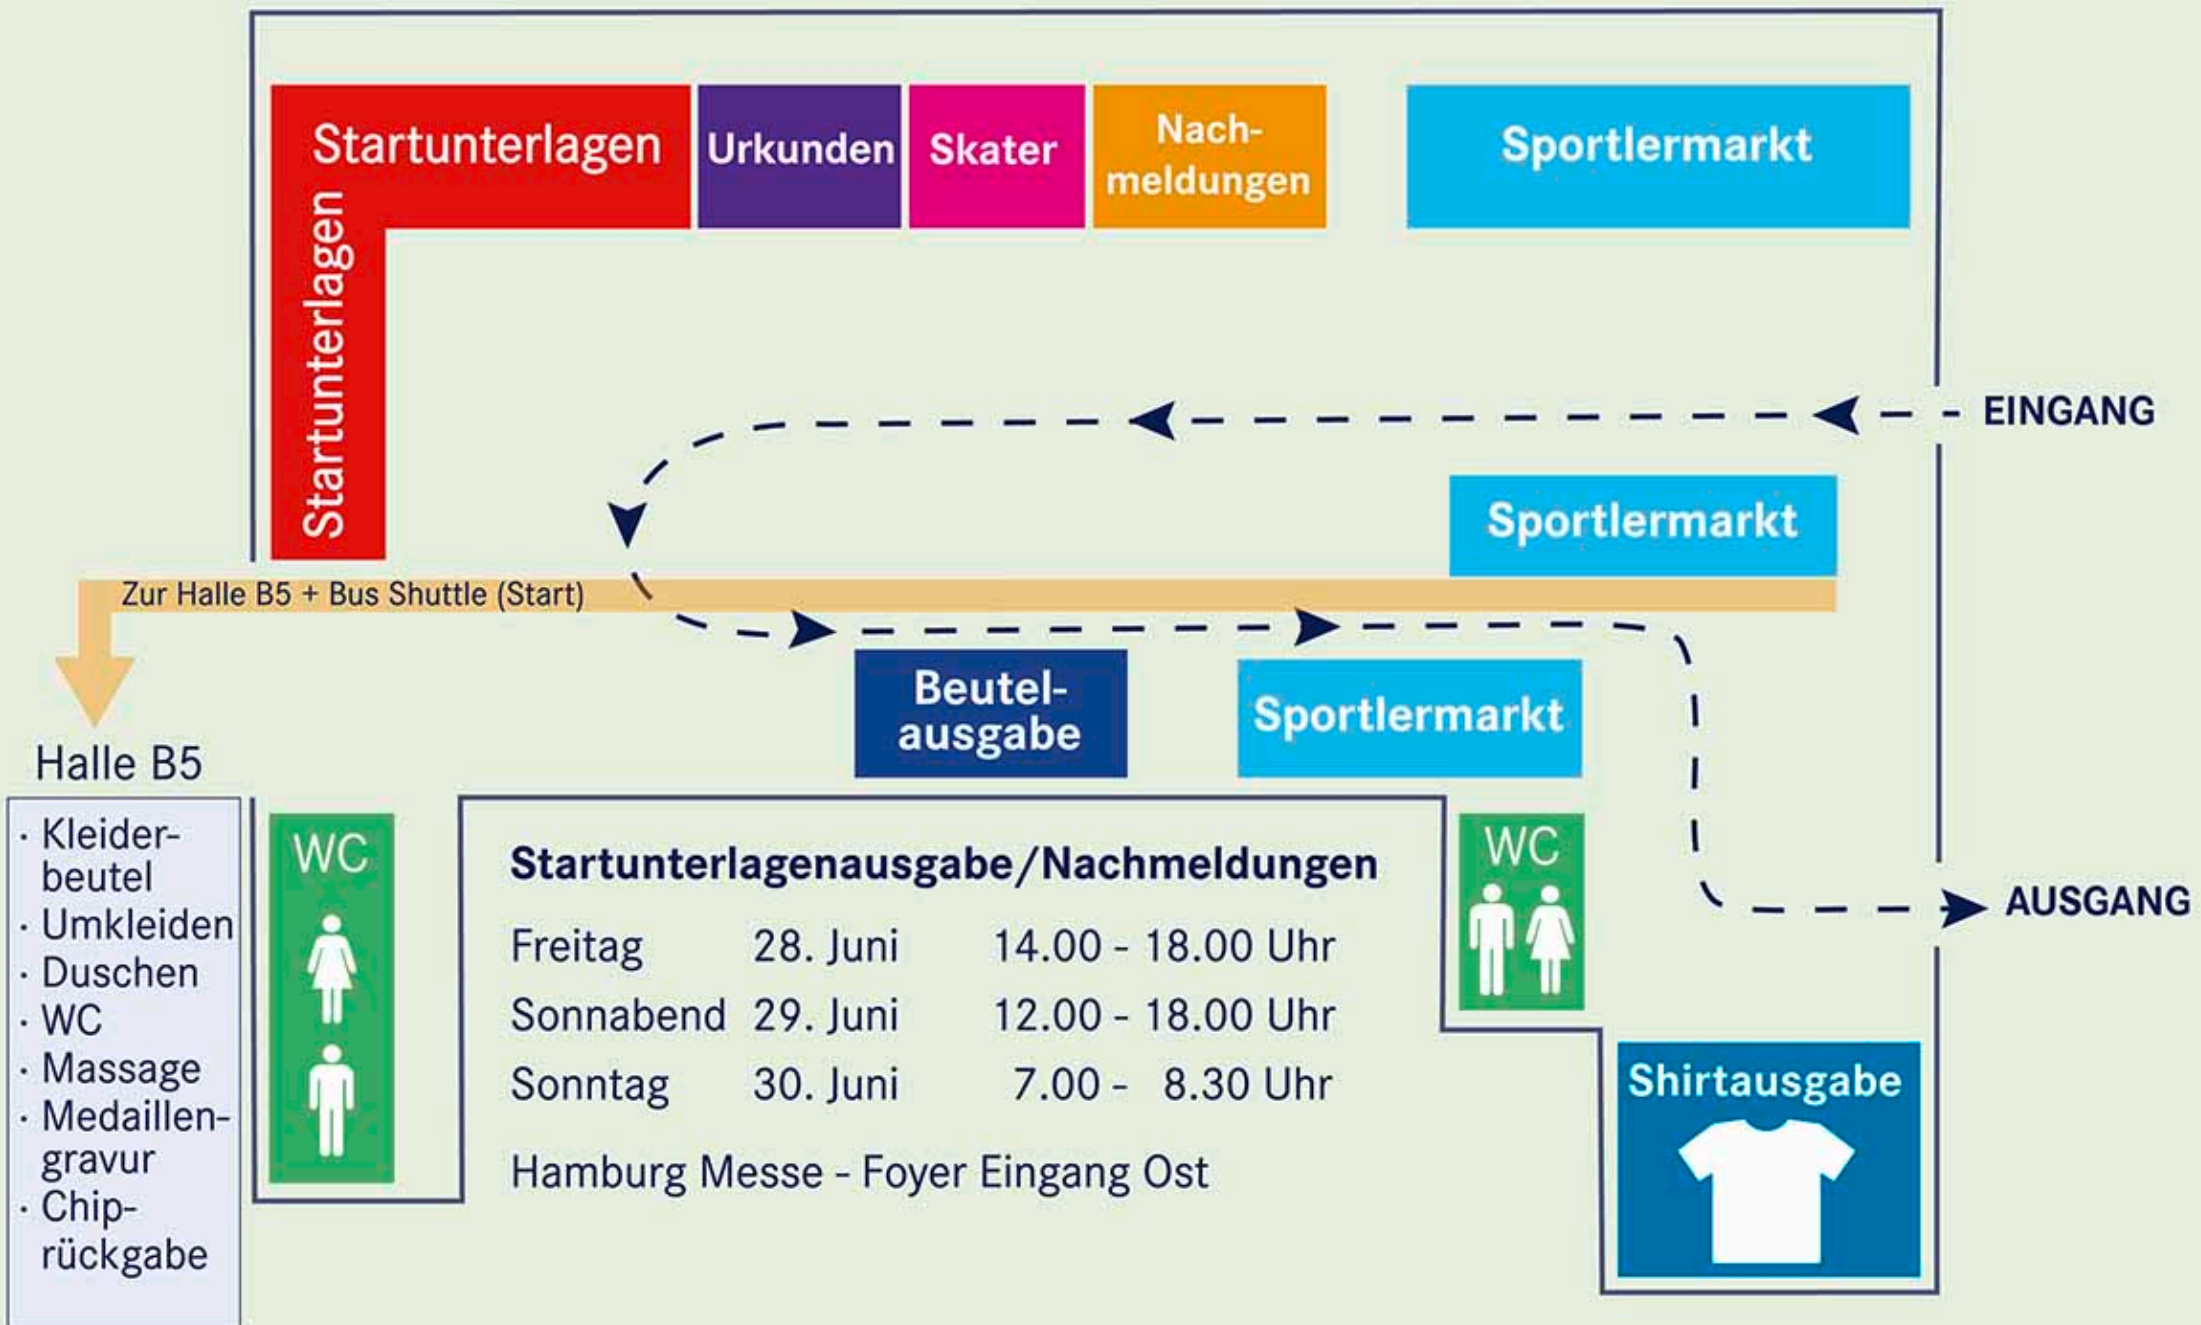 Startunterlagen
Urkunden
Skater
Nach-
meldungen
Sportlermarkt
Startunterlagen
EINGANG
Sportlermarkt
Zur Halle B5 + Bus Shuttle (Start)
Beutel-
ausgabe
Sportlermarkt
Halle B5
· Kleider-
beutel
· Umkleiden
· Duschen
· WC
· Massage
· Medaillen-
gravur
· Chip-
rückgabe
WC
Startunterlagenausgabe/Nachmeldungen
Freitag 28. Juni 14.00 - 18.00 Uhr
Sonnabend 29. Juni 12.00 - 18.00 Uhr
Sonntag 30. Juni 7.00 - 8.30 Uhr
Hamburg Messe - Foyer Eingang Ost
WC
AUSGANG
Shirtausgabe